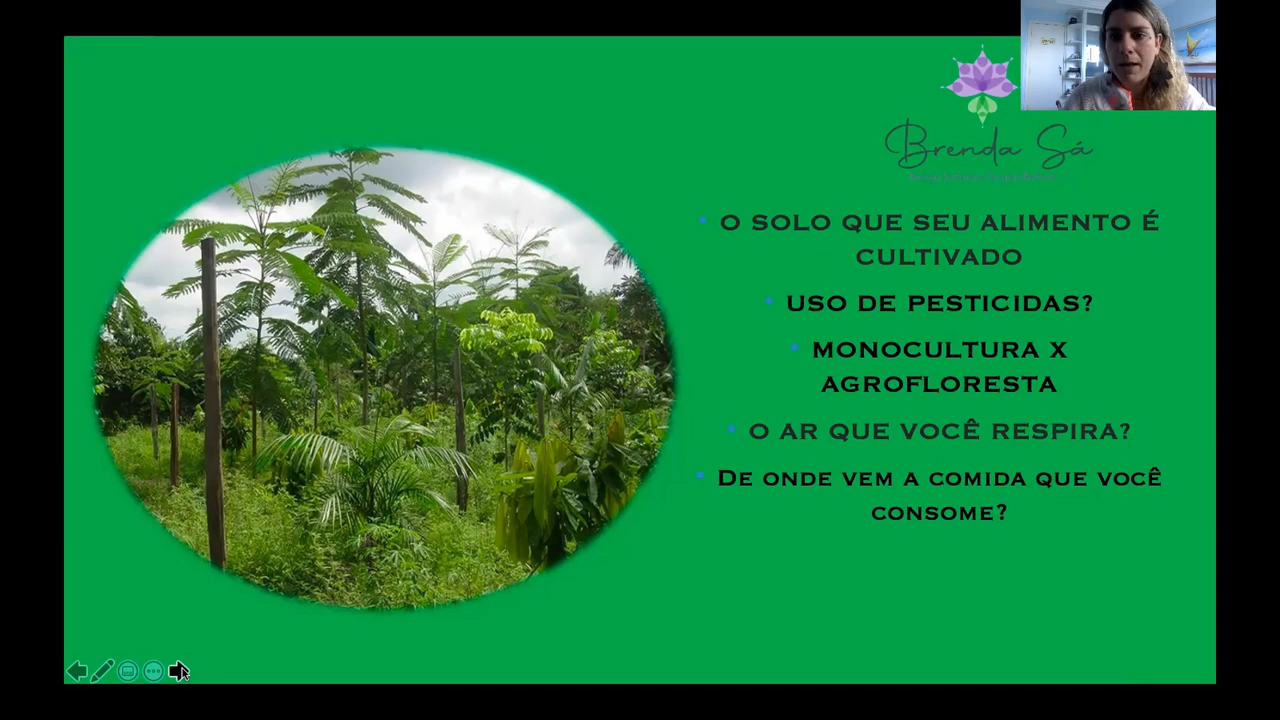 Brenda Sá
• O SOLO QUE SEU ALIMENTO É
CULTIVADO
• USO DE PESTICIDAS?
• MONOCULTURA X
AGROFLORESTA
• O AR QUE VOCÊ RESPIRA?
• DE ONDE VEM A COMIDA QUE VOCÊ
CONSOME?